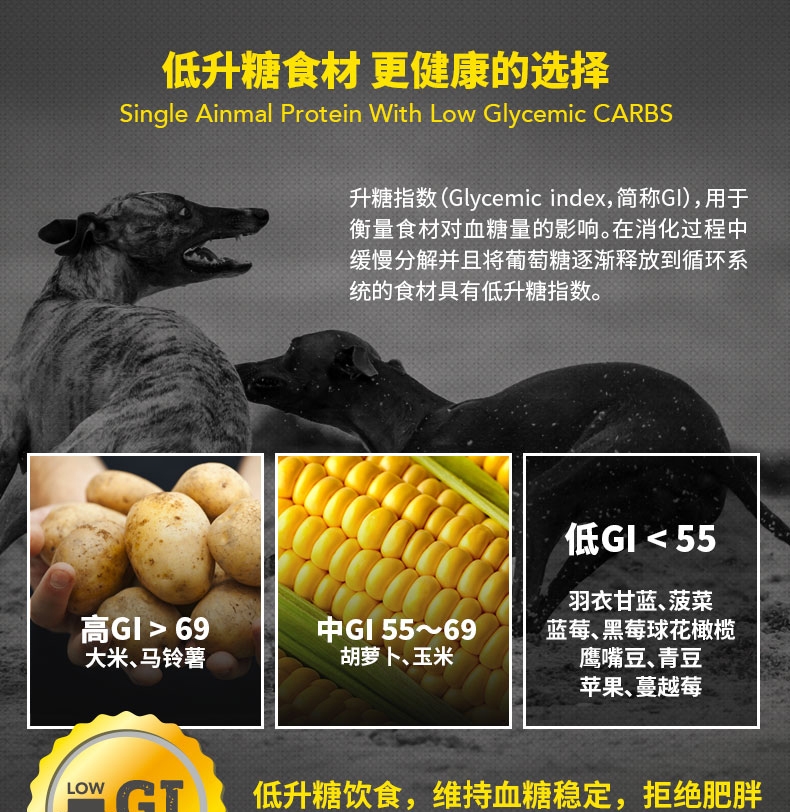 低升糖食材 更健康的选择
Single Ainmal Protein With Low Glycemic CARBS
升糖指数（Glycemic index，简称GI），用于
衡量食材对血糖量的影响。在消化过程中
缓慢分解并且将葡萄糖逐渐释放到循环系
统的食材具有低升糖指数。
高GI > 69
大米、马铃薯
中GI 55～69
胡萝卜、玉米
低GI < 55
羽衣甘蓝、菠菜
蓝莓、黑莓球花橄榄
鹰嘴豆、青豆
苹果、蔓越莓
LOW
GI
低升糖饮食，维持血糖稳定，拒绝肥胖